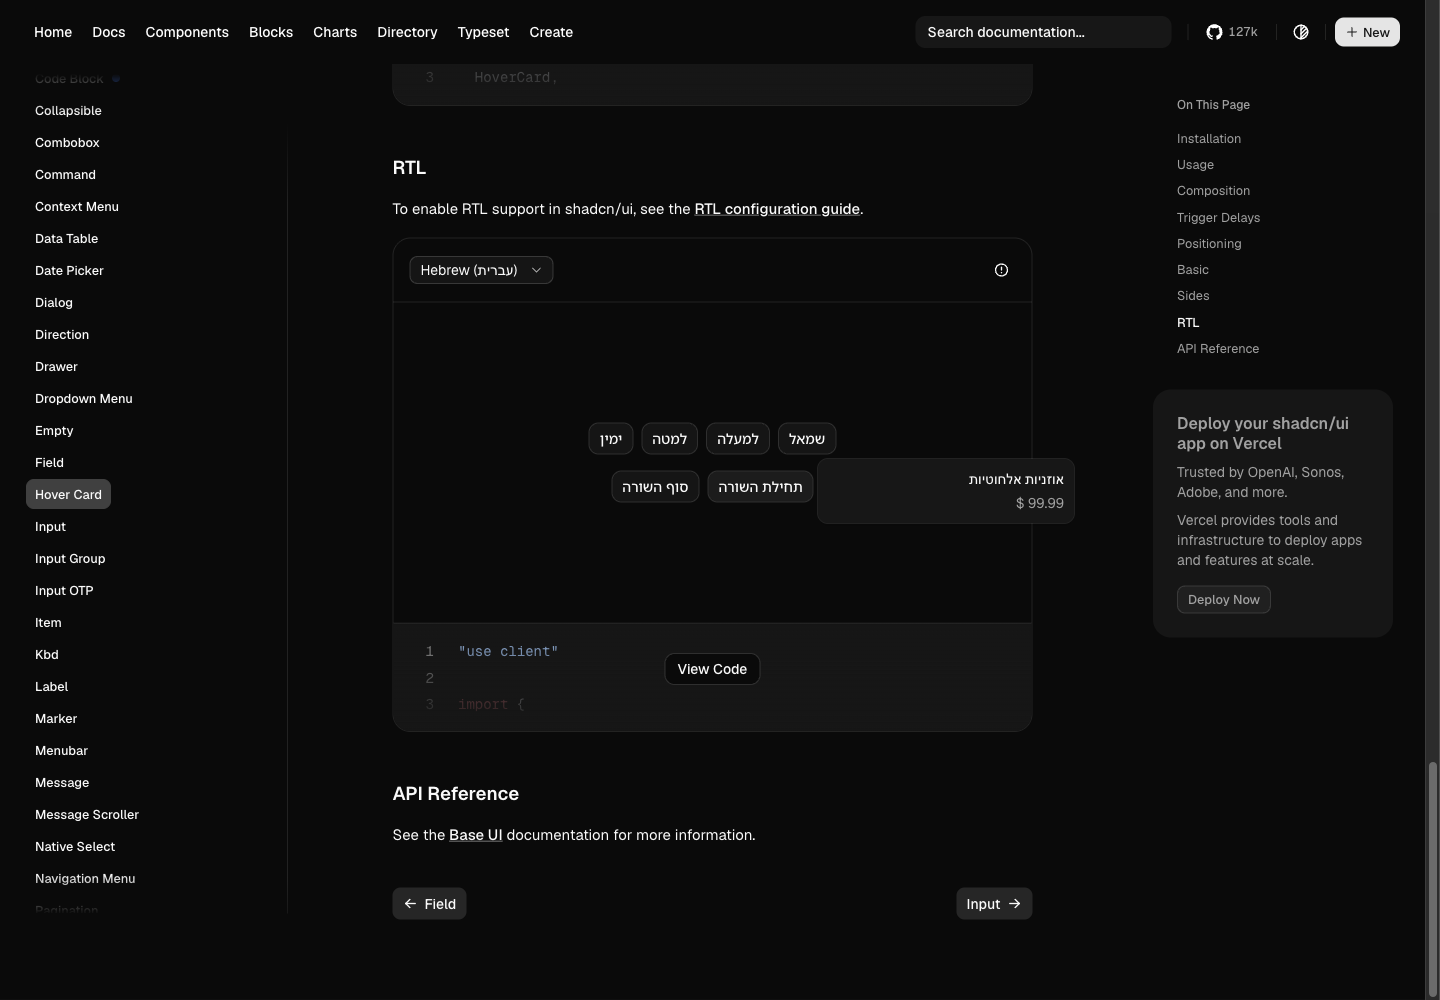 Home Docs Components Blocks Charts Directory Typeset Create
Search documentation...
127k
New
Code Block
Collapsible
Combobox
Command
Context Menu
Data Table
Date Picker
Dialog
Direction
Drawer
Dropdown Menu
Empty
Field
Hover Card
Input
Input Group
Input OTP
Item
Kbd
Label
Marker
Menubar
Message
Message Scroller
Native Select
Navigation Menu
Pagination
3 HoverCard,
RTL
To enable RTL support in shadcn/ui, see the RTL configuration guide.
Hebrew (עברית)
שמאל למעלה למטה ימין
תחילת השורה סוף השורה
אוזניות אלחוטיות
$ 99.99
1 "use client"
2
3 import {
View Code
API Reference
See the Base UI documentation for more information.
Field
Input
On This Page
Installation
Usage
Composition
Trigger Delays
Positioning
Basic
Sides
RTL
API Reference
Deploy your shadcn/ui
app on Vercel
Trusted by OpenAI, Sonos,
Adobe, and more.
Vercel provides tools and
infrastructure to deploy apps
and features at scale.
Deploy Now